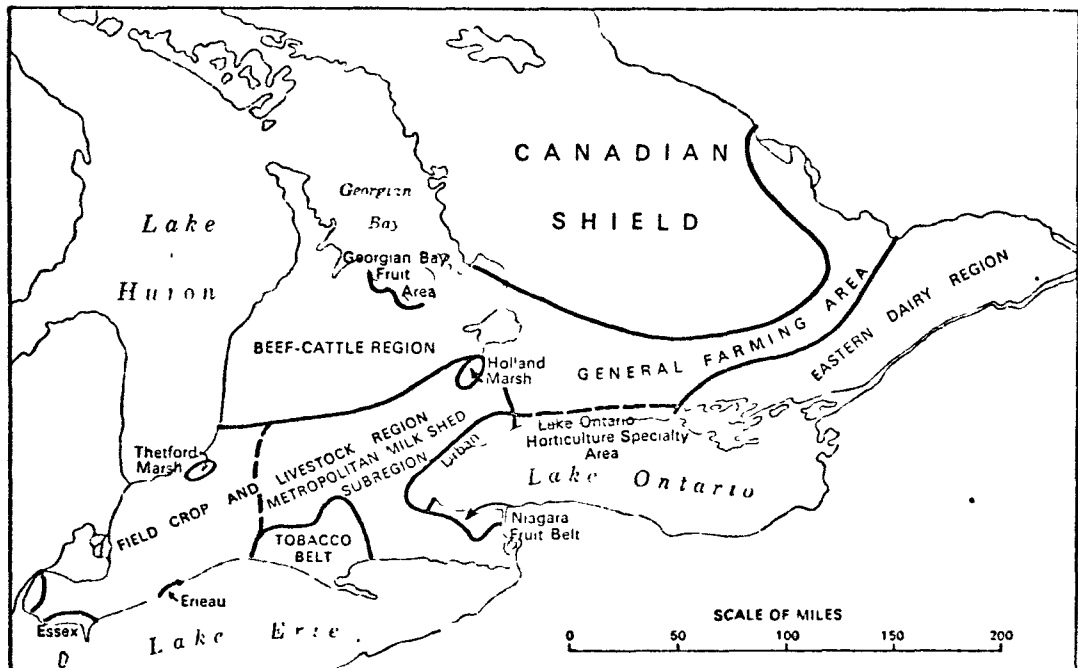 CANADIAN
SHIELD
Georgian
Bay
Lake
Huron
Georgian Bay
Fruit
Area
BEEF-CATTLE REGION
Holland
Marsh
GENERAL FARMING AREA
EASTERN DAIRY REGION
Thetford
Marsh
FIELD CROP AND LIVESTOCK REGION
METROPOLITAN MILK SHED
SUBREGION
Urban
Lake Ontario
Horticulture Specialty
Area
Lake Ontario
Niagara
Fruit Belt
TOBACCO
BELT
Erieau
Essex
Lake Erie
SCALE OF MILES
0 50 100 150 200